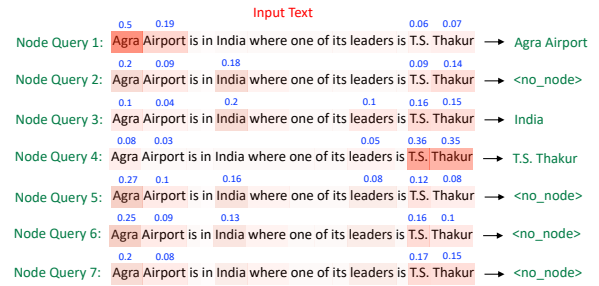 Input Text
0.5 0.19 0.06 0.07
Node Query 1: Agra Airport is in India where one of its leaders is T.S. Thakur → Agra Airport
0.2 0.09 0.18 0.09 0.14
Node Query 2: Agra Airport is in India where one of its leaders is T.S. Thakur → <no_node>
0.1 0.04 0.2 0.1 0.16 0.15
Node Query 3: Agra Airport is in India where one of its leaders is T.S. Thakur → India
0.08 0.03 0.05 0.36 0.35
Node Query 4: Agra Airport is in India where one of its leaders is T.S. Thakur → T.S. Thakur
0.27 0.1 0.16 0.08 0.12 0.08
Node Query 5: Agra Airport is in India where one of its leaders is T.S. Thakur → <no_node>
0.25 0.09 0.13 0.16 0.1
Node Query 6: Agra Airport is in India where one of its leaders is T.S. Thakur → <no_node>
0.2 0.08 0.17 0.15
Node Query 7: Agra Airport is in India where one of its leaders is T.S. Thakur → <no_node>